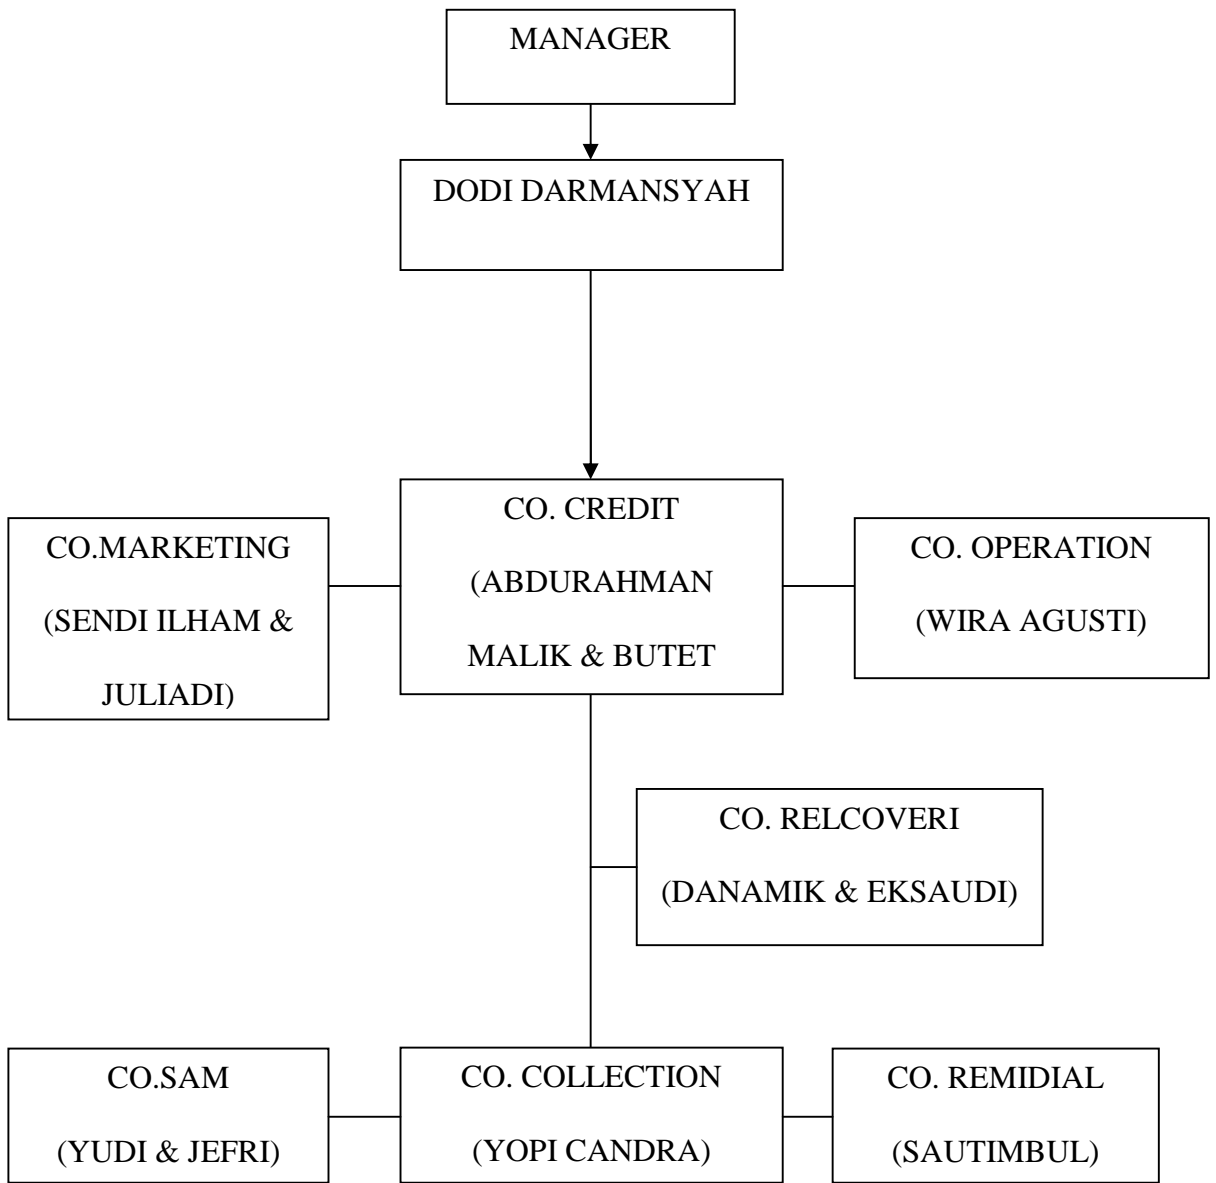 MANAGER
DODI DARMANSYAH
CO. CREDIT
(ABDURAHMAN
MALIK & BUTET
CO.MARKETING
(SENDI ILHAM &
JULIADI)
CO. OPERATION
(WIRA AGUSTI)
CO. RELCOVERI
(DANAMIK & EKSAUDI)
CO.SAM
(YUDI & JEFRI)
CO. COLLECTION
(YOPI CANDRA)
CO. REMIDIAL
(SAUTIMBUL)